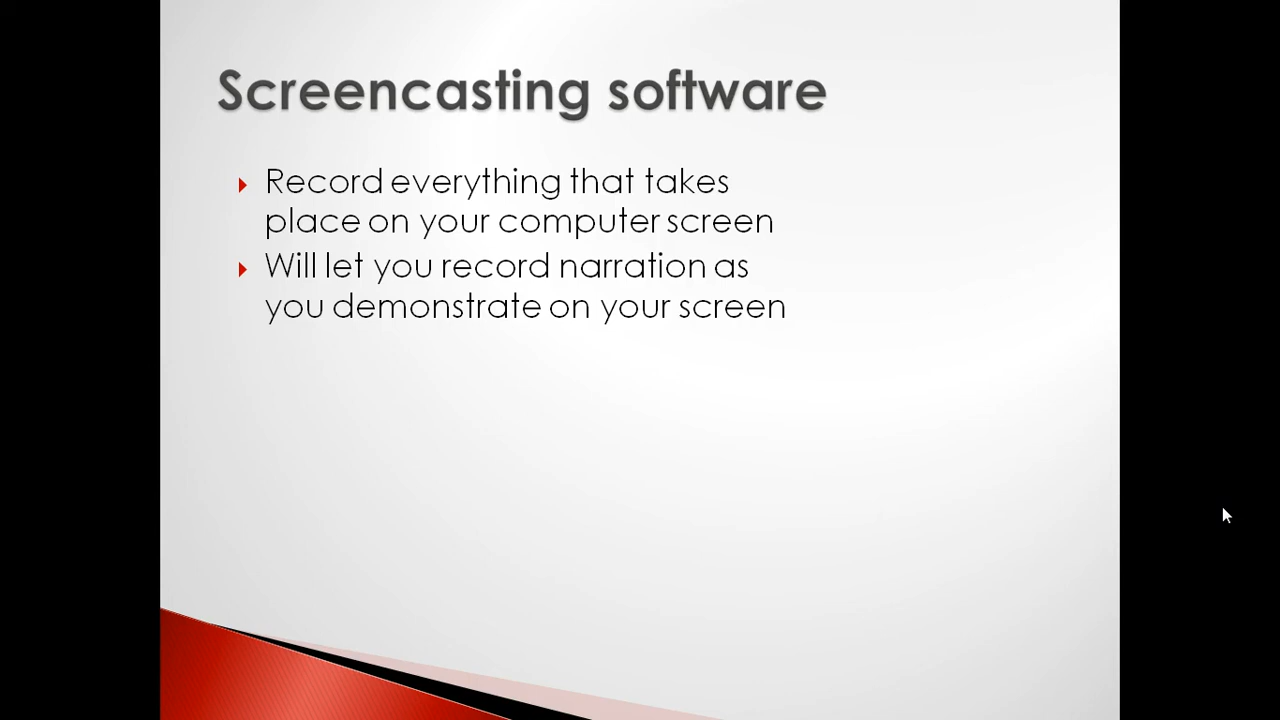 Screencasting software
Record everything that takes
place on your computer screen
Will let you record narration as
you demonstrate on your screen